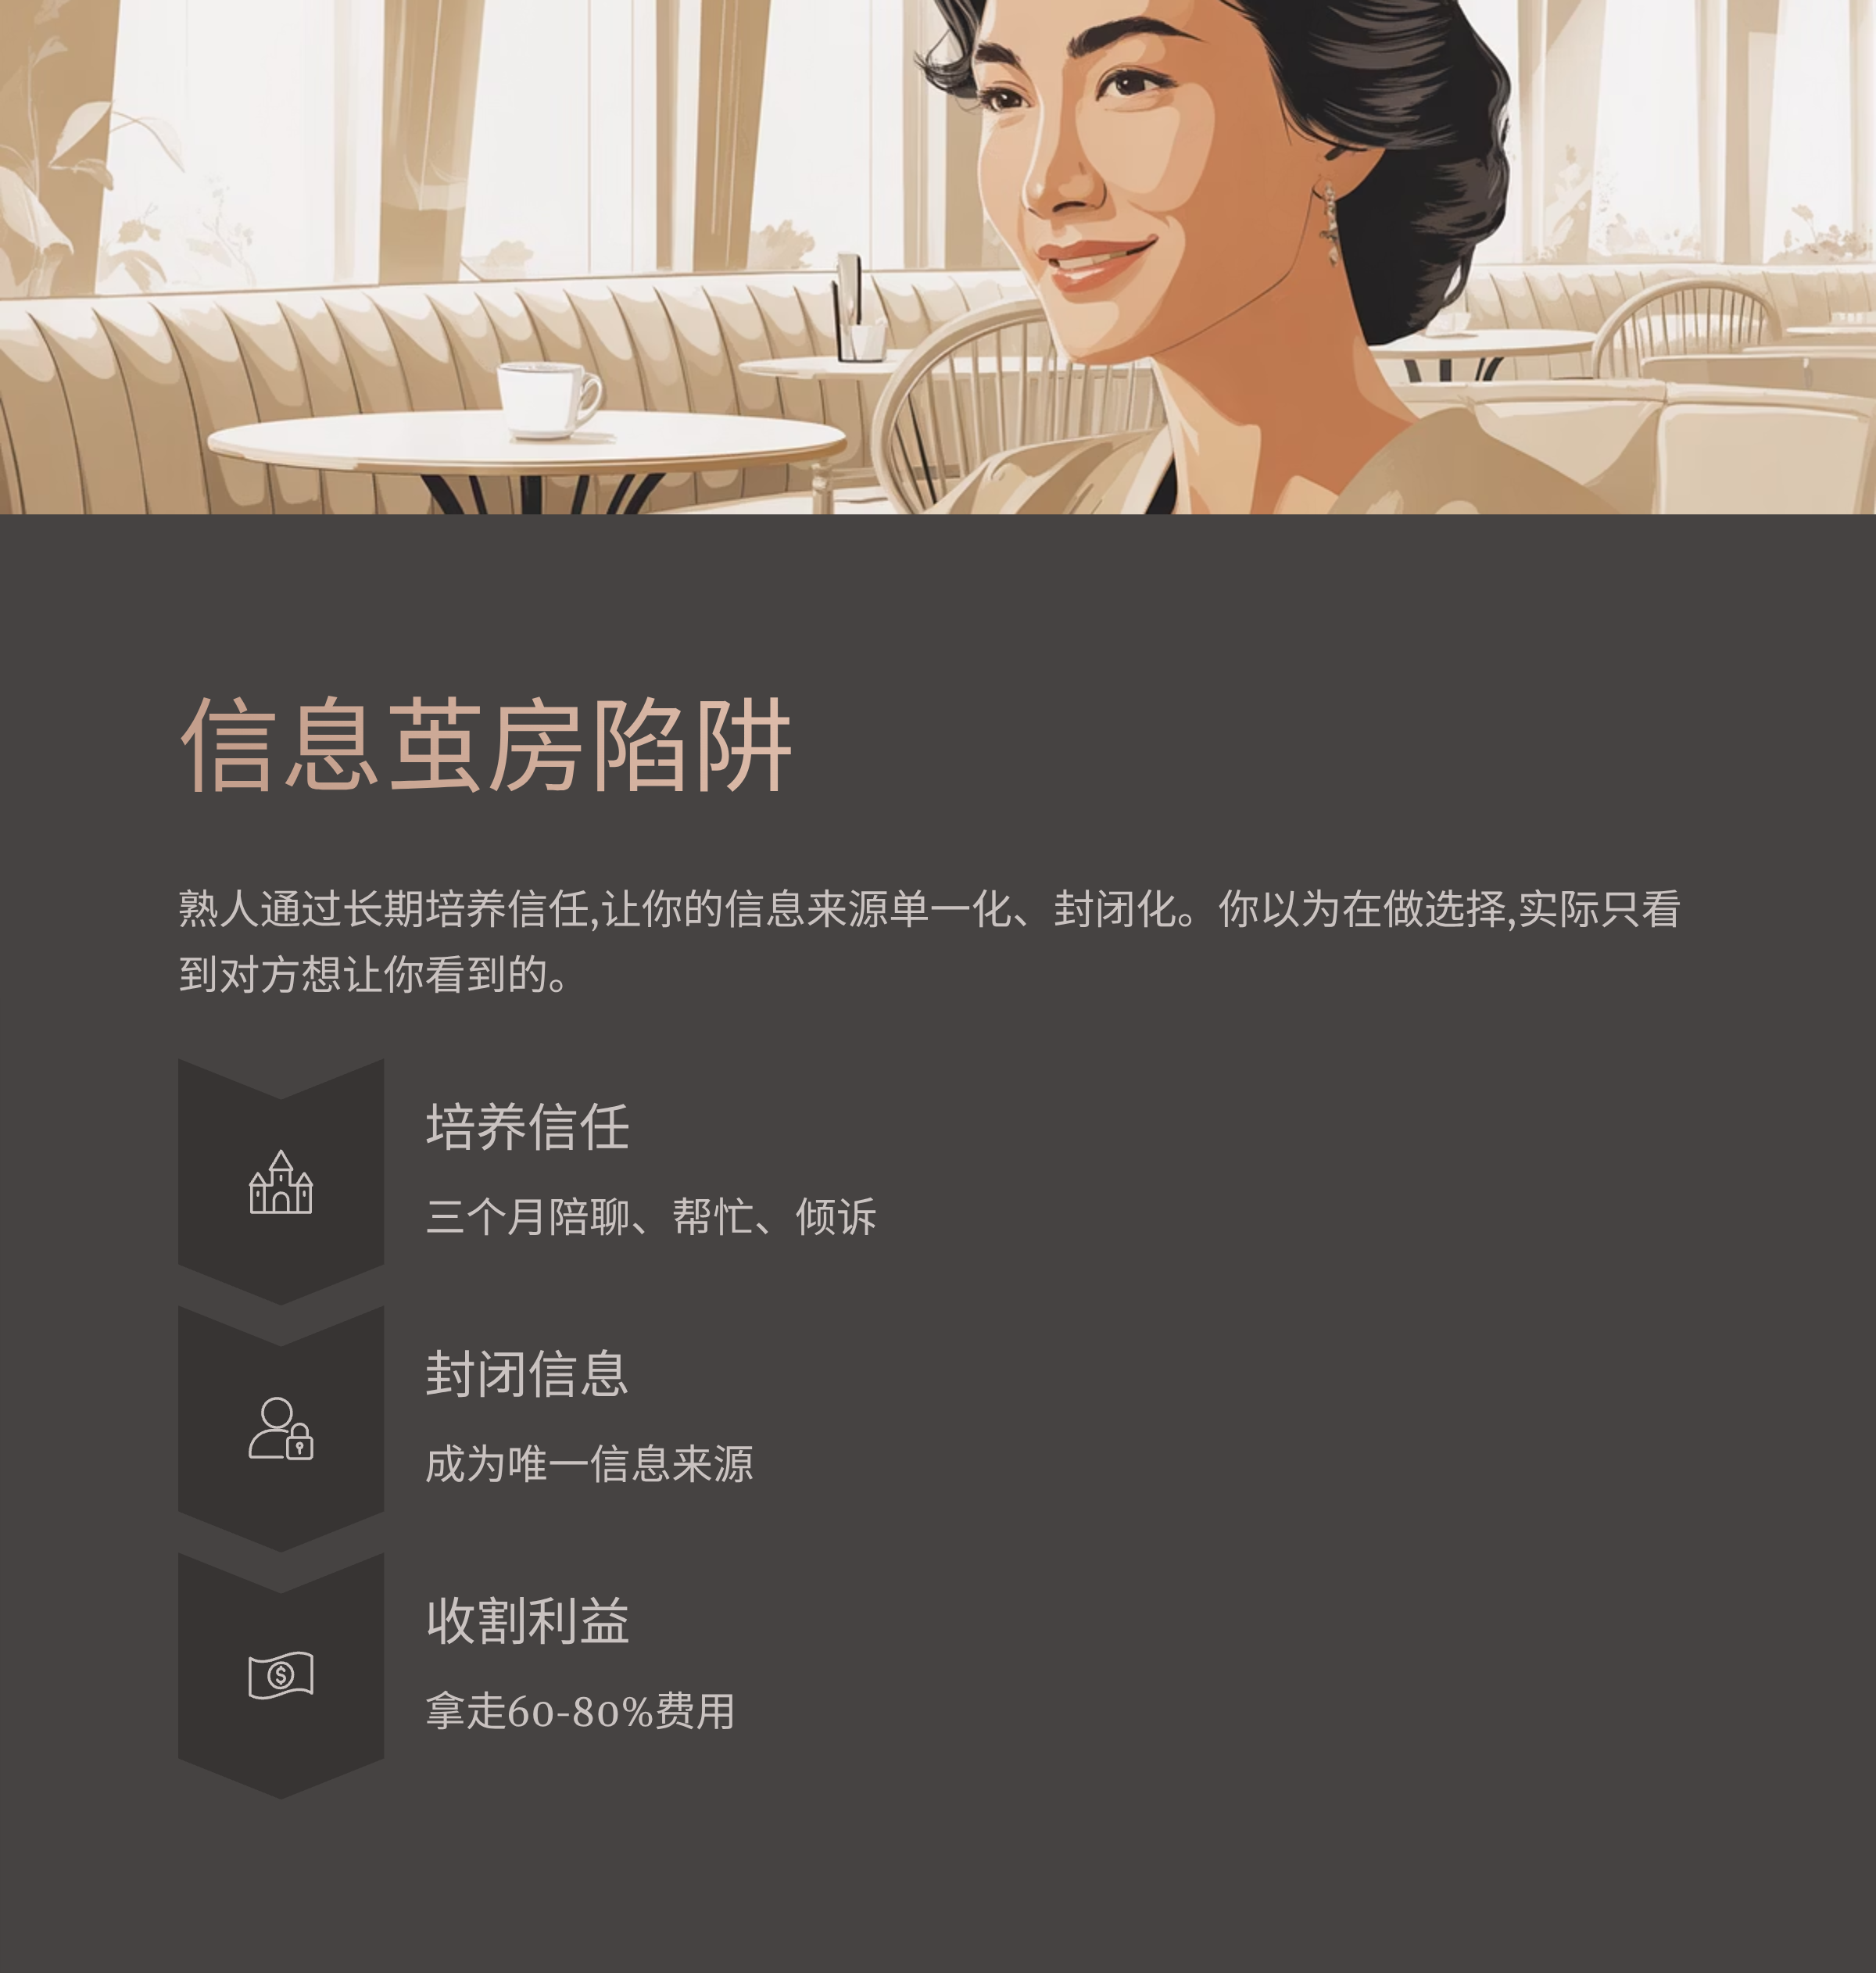 信息茧房陷阱
熟人通过长期培养信任,让你的信息来源单一化、封闭化。你以为在做选择,实际只看
到对方想让你看到的。
培养信任
三个月陪聊、帮忙、倾诉
封闭信息
成为唯一信息来源
收割利益
拿走60-80%费用